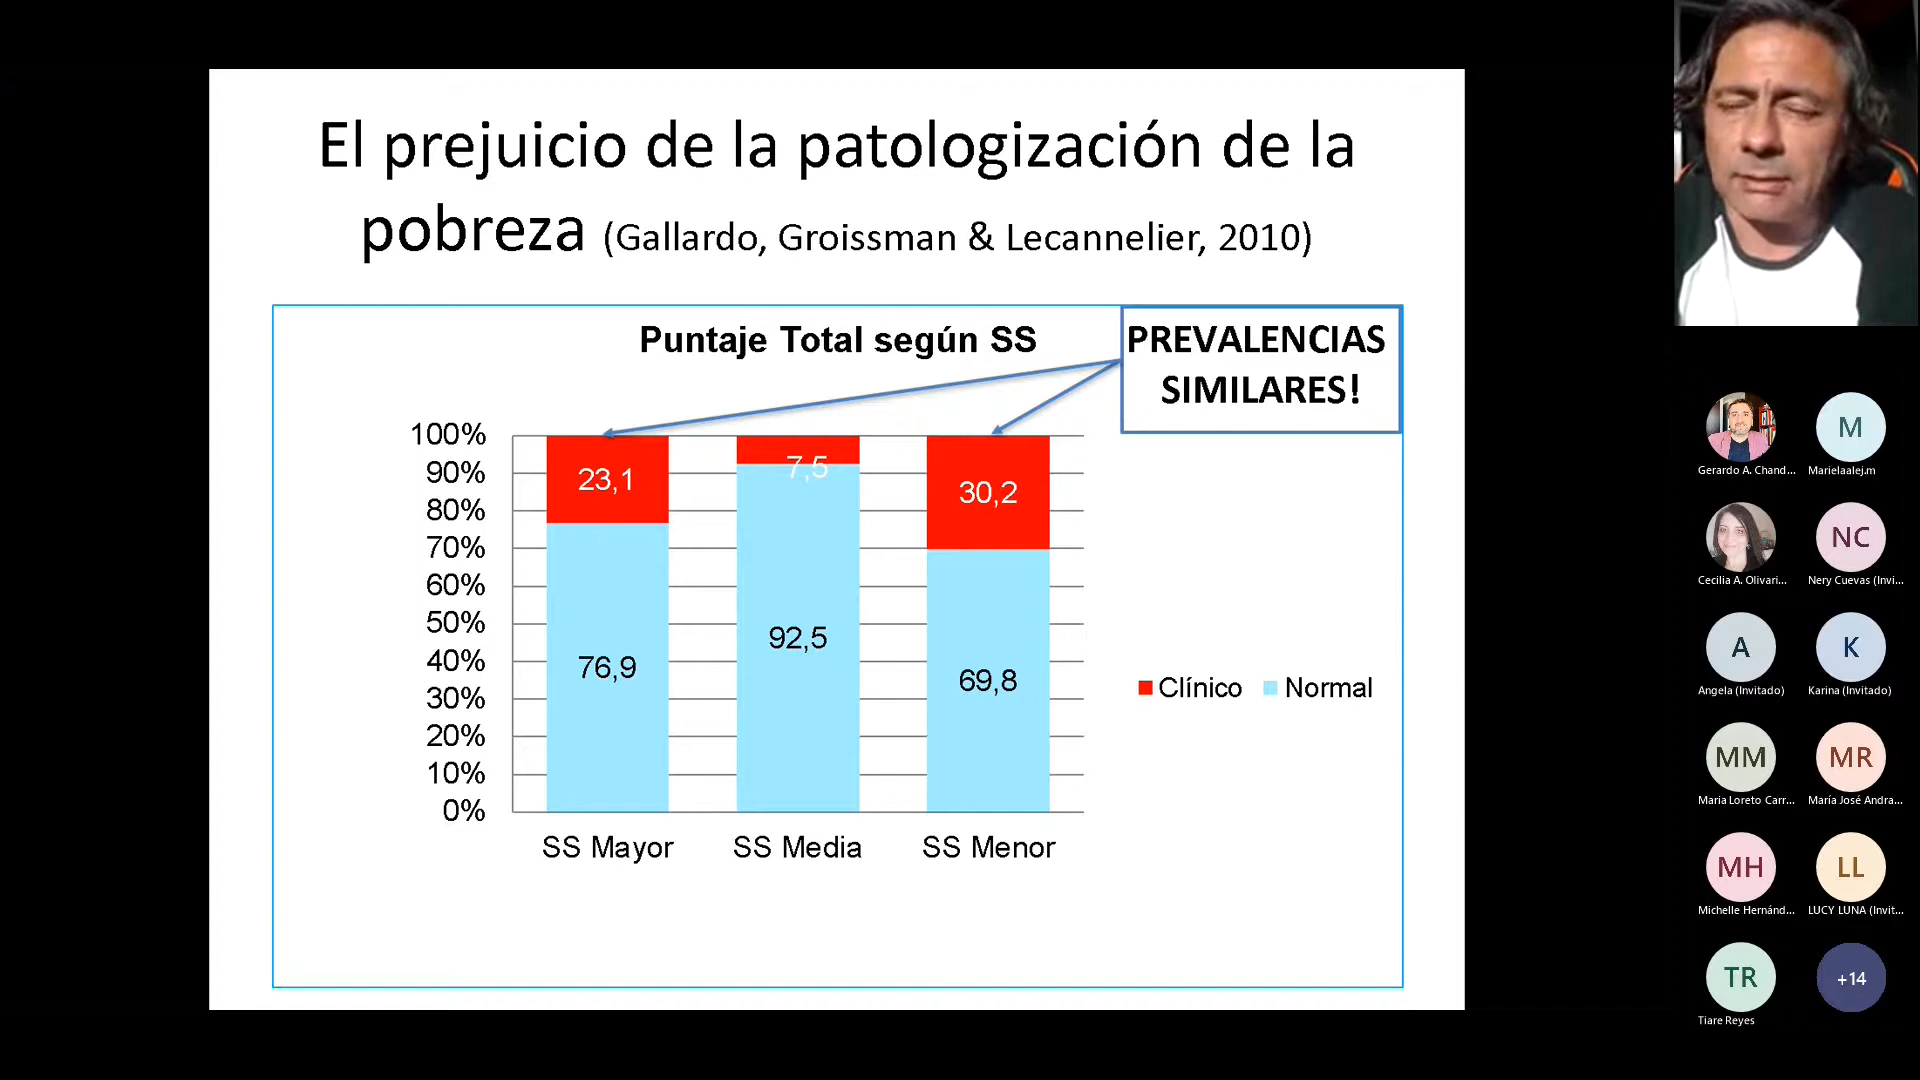 El prejuicio de la patologización de la
pobreza (Gallardo, Groissman & Lecannelier, 2010)
Puntaje Total según SS
PREVALENCIAS
SIMILARES!
100%
90%
80%
70%
60%
50%
40%
30%
20%
10%
0%
23,1
7,5
30,2
76,9
92,5
69,8
SS Mayor
SS Media
SS Menor
Clínico
Normal
Gerardo A. Chand...
M
Marielaalej.m
Cecilia A. Olivari...
NC
Nery Cuevas (Invi...
A
Angela (Invitado)
K
Karina (Invitado)
MM
Maria Loreto Carr...
MR
María José Andra...
MH
Michelle Hernánd...
LL
LUCY LUNA (Invit...
TR
Tiare Reyes
+14